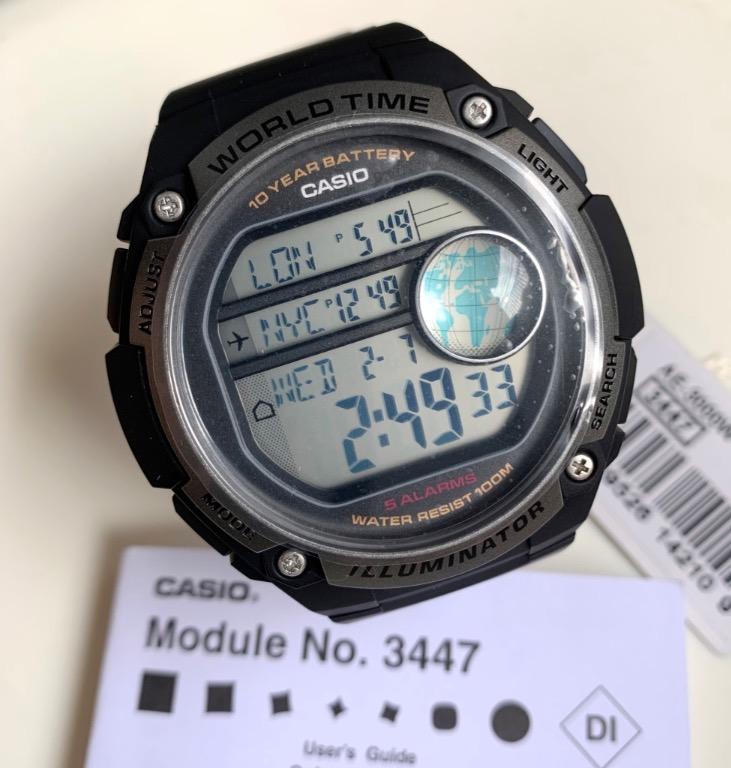 WORLD TIME
10 YEAR BATTERY
CASIO
LIGHT
ADJUST
LON P 5 49
NYC P 12 49
WED 2- 7
2:49 33
SEARCH
MODE
5 ALARMS
WATER RESIST 100M
ILLUMINATOR
3447
14210
CASIO®
Module No. 3447
DI
User's Guide